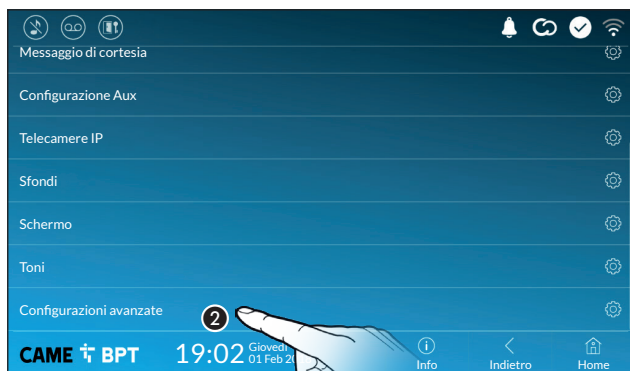 Messaggio di cortesia
Configurazione Aux
Telecamere IP
Sfondi
Schermo
Toni
Configurazioni avanzate
2
CAME BPT 19:02 Giovedì
01 Feb
Info Indietro Home